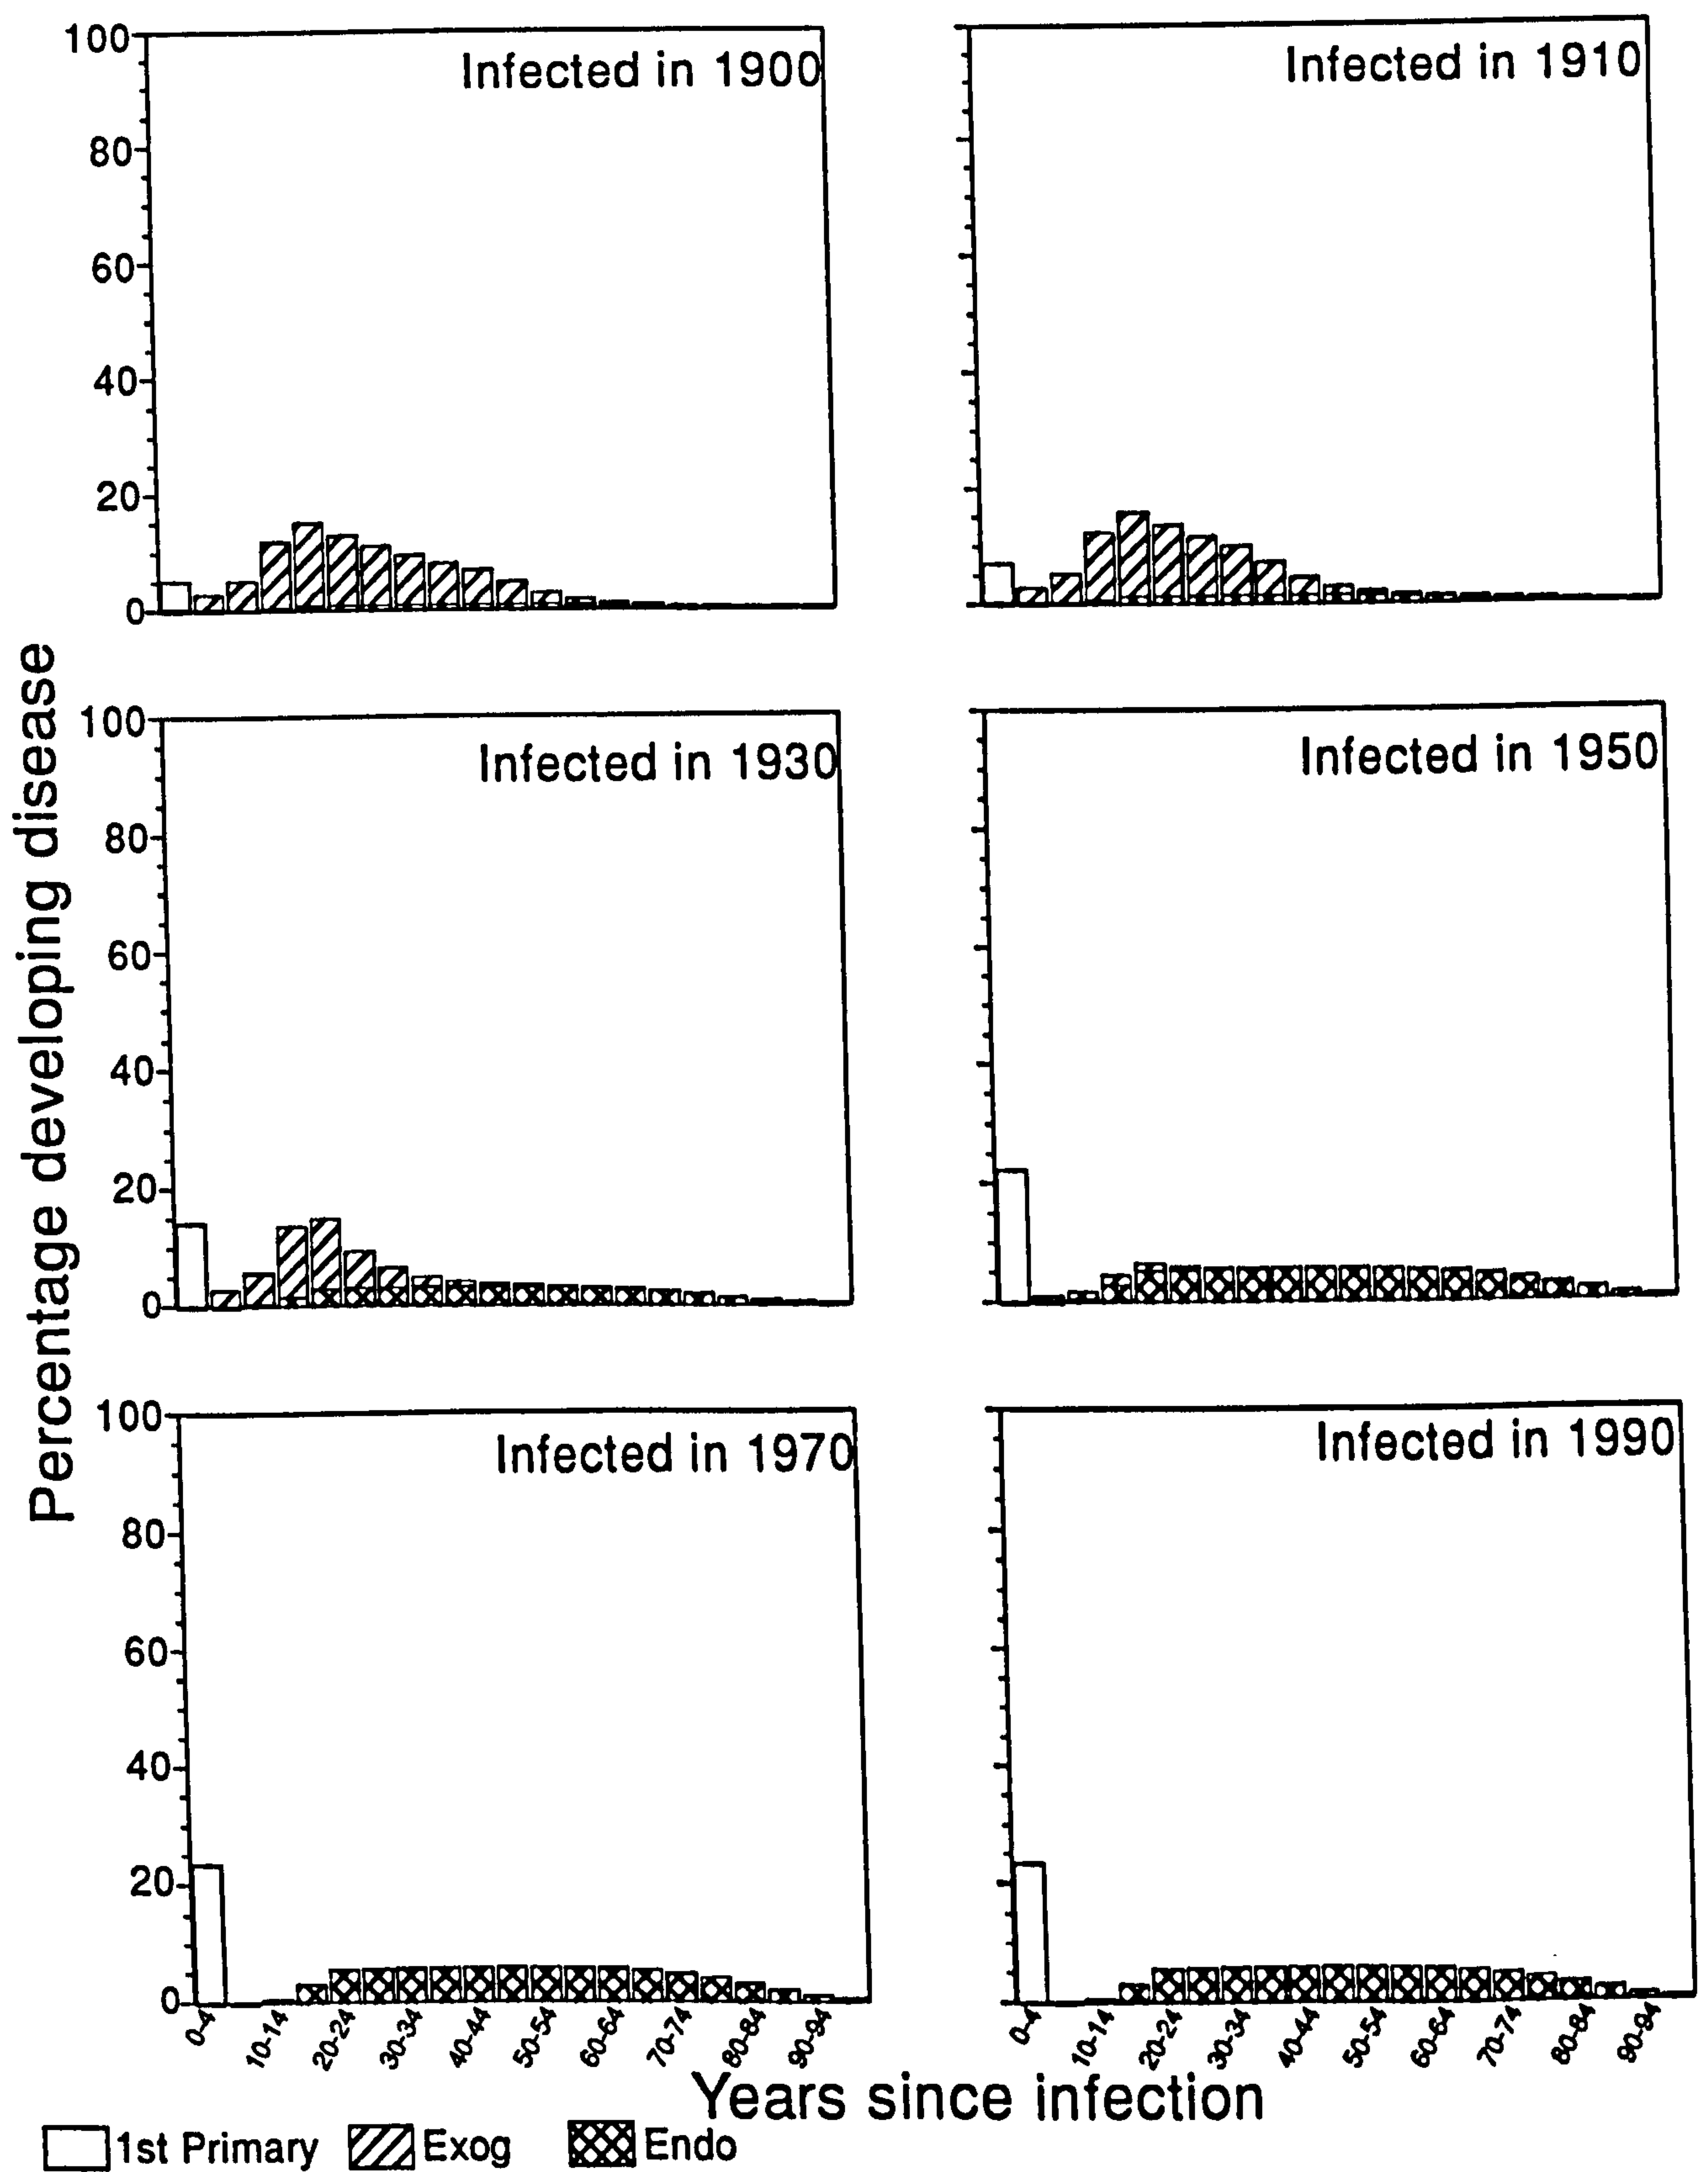 Percentage developing disease
100
80
60
40
20
0
Infected in 1900
Infected in 1910
100
80
60
40
20
0
Infected in 1930
Infected in 1950
100
80
60
40
20
0
Infected in 1970
Infected in 1990
0-4 10-14 20-24 30-34 40-44 50-54 60-64 70-74 80-84 90-94
0-4 10-14 20-24 30-34 40-44 50-54 60-64 70-74 80-84 90-94
Years since infection
1st Primary Exog Endo